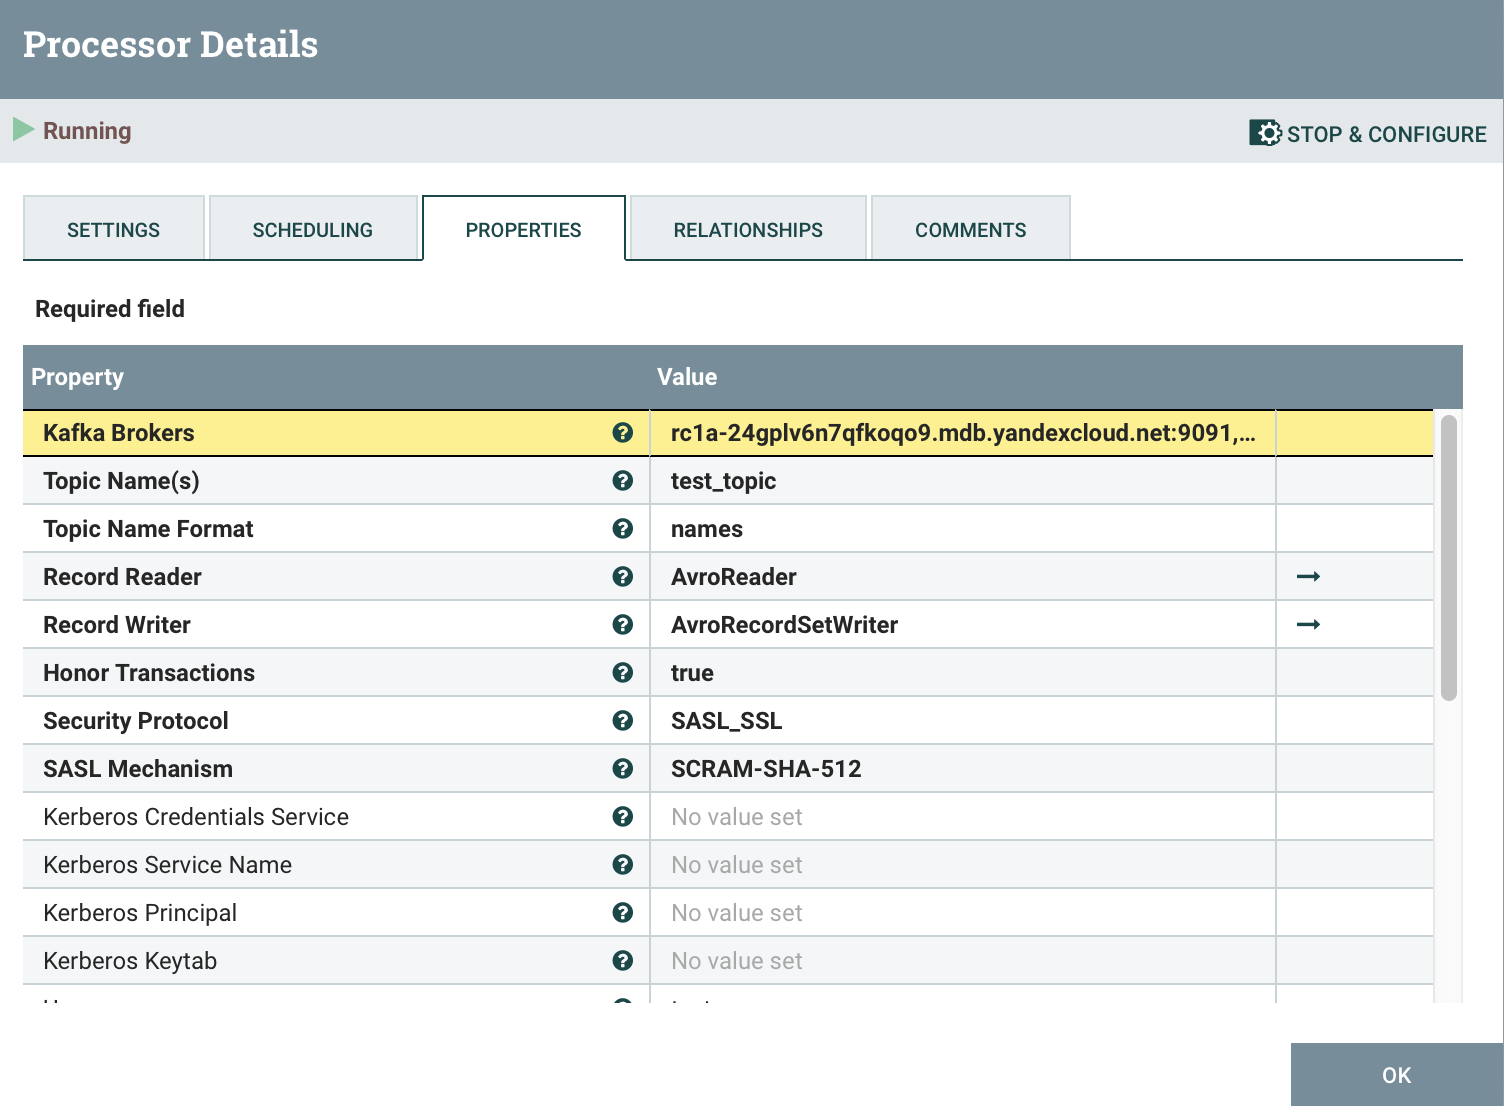 Processor Details
Running
STOP & CONFIGURE
SETTINGS SCHEDULING PROPERTIES RELATIONSHIPS COMMENTS
Required field
Property Value
Kafka Brokers rc1a-24gplv6n7qfkoqo9.mdb.yandexcloud.net:9091,...
Topic Name(s) test_topic
Topic Name Format names
Record Reader AvroReader
Record Writer AvroRecordSetWriter
Honor Transactions true
Security Protocol SASL_SSL
SASL Mechanism SCRAM-SHA-512
Kerberos Credentials Service No value set
Kerberos Service Name No value set
Kerberos Principal No value set
Kerberos Keytab No value set
OK